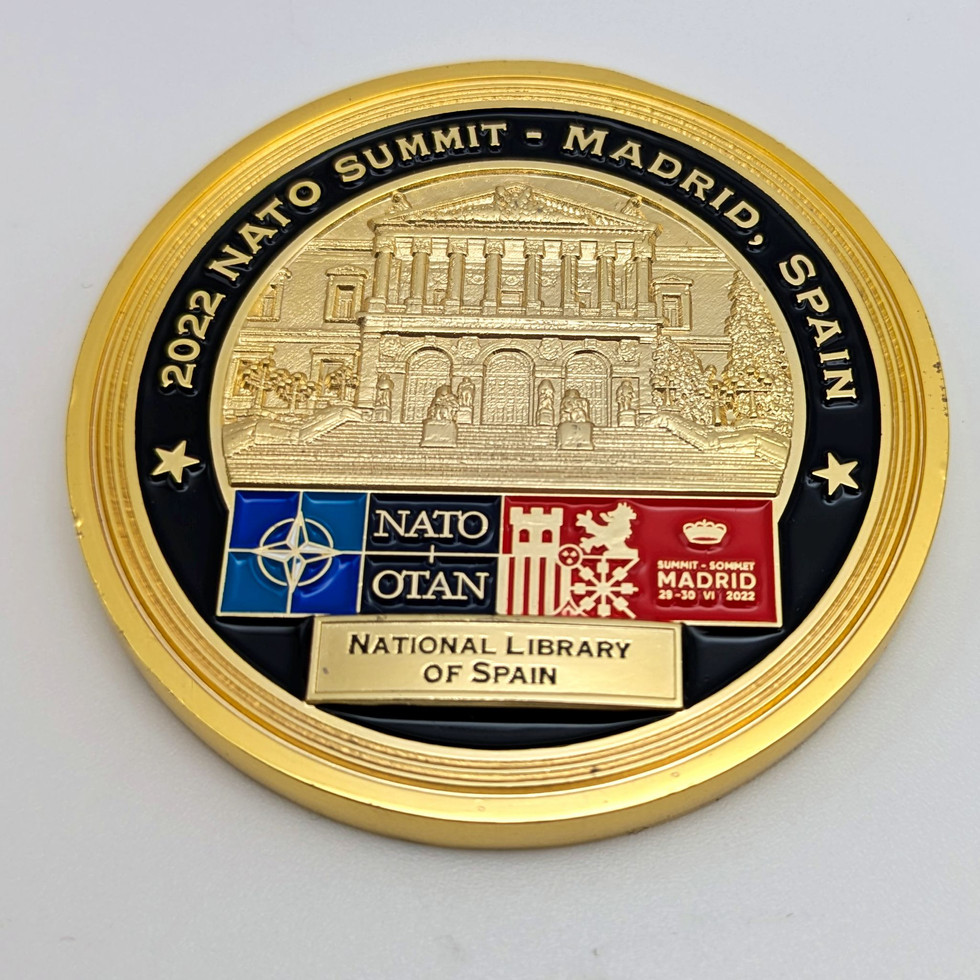 2022 NATO SUMMIT - MADRID, SPAIN
NATO
OTAN
SUMMIT - SOMMET
MADRID
29-30 VI 2022
NATIONAL LIBRARY
OF SPAIN